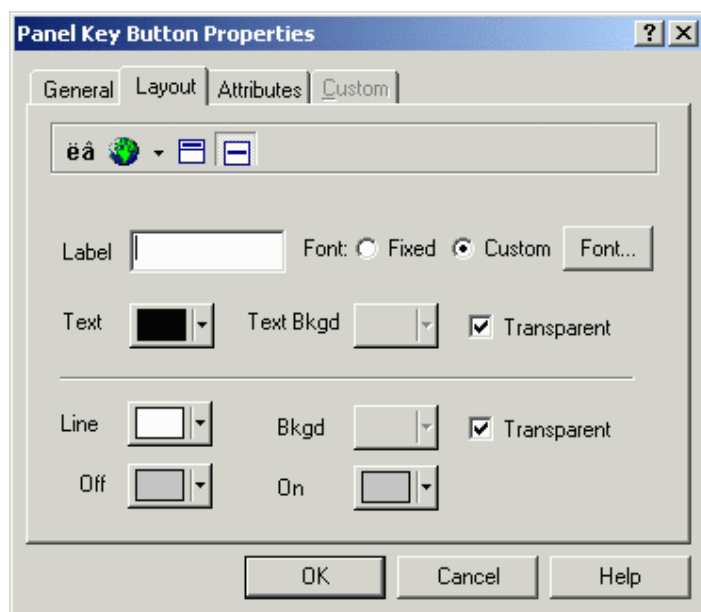 Panel Key Button Properties
General Layout Attributes Custom
ëâ
Label Font: Fixed Custom Font...
Text Text Bkgd Transparent
Line Bkgd Transparent
Off On
OK Cancel Help